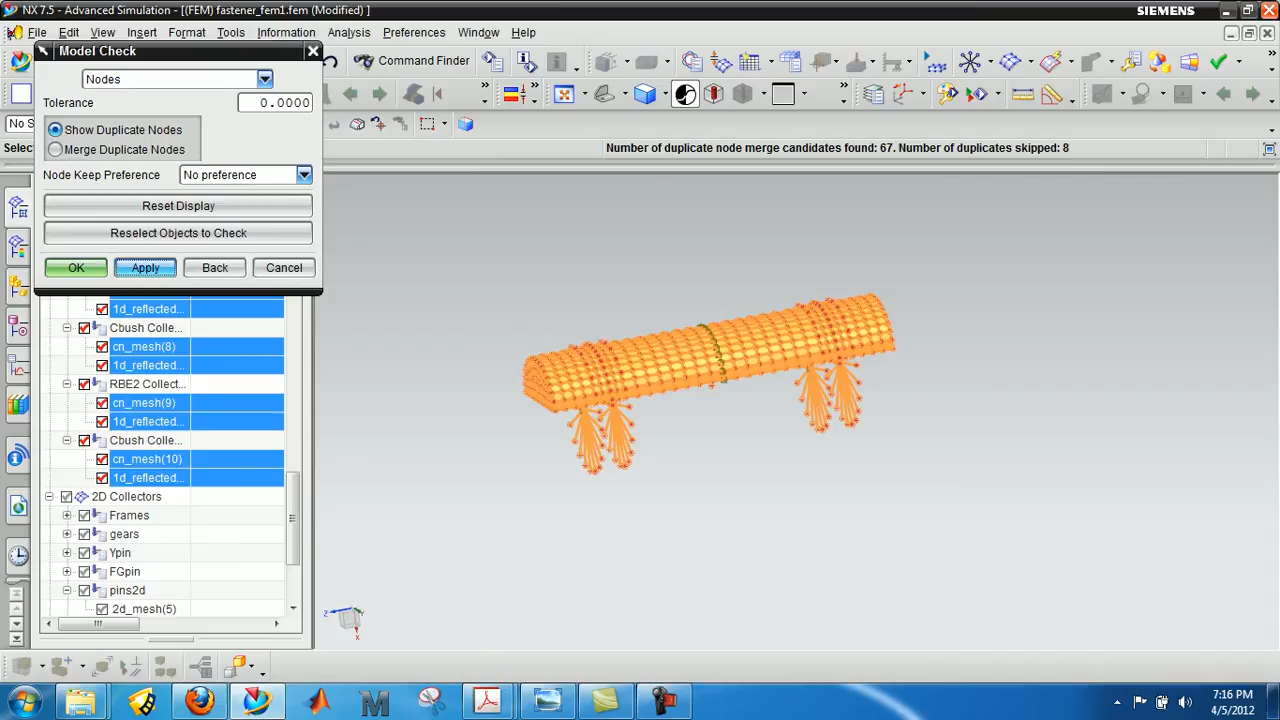 NX 7.5 - Advanced Simulation - [(FEM) fastener_fem1.fem (Modified) ]
SIEMENS
File Edit View Insert Format Tools Information Analysis Preferences Window Help
Model Check
Command Finder
Nodes
Tolerance 0.0000
No S
Show Duplicate Nodes
Merge Duplicate Nodes
Selec
Number of duplicate node merge candidates found: 67. Number of duplicates skipped: 8
Node Keep Preference No preference
Reset Display
Reselect Objects to Check
OK Apply Back Cancel
1d_reflected...
Cbush Colle...
cn_mesh(8)
1d_reflected...
RBE2 Collect...
cn_mesh(9)
1d_reflected...
Cbush Colle...
cn_mesh(10)
1d_reflected...
2D Collectors
Frames
gears
Ypin
FGpin
pins2d
2d_mesh(5)
Z
X
7:16 PM
4/5/2012